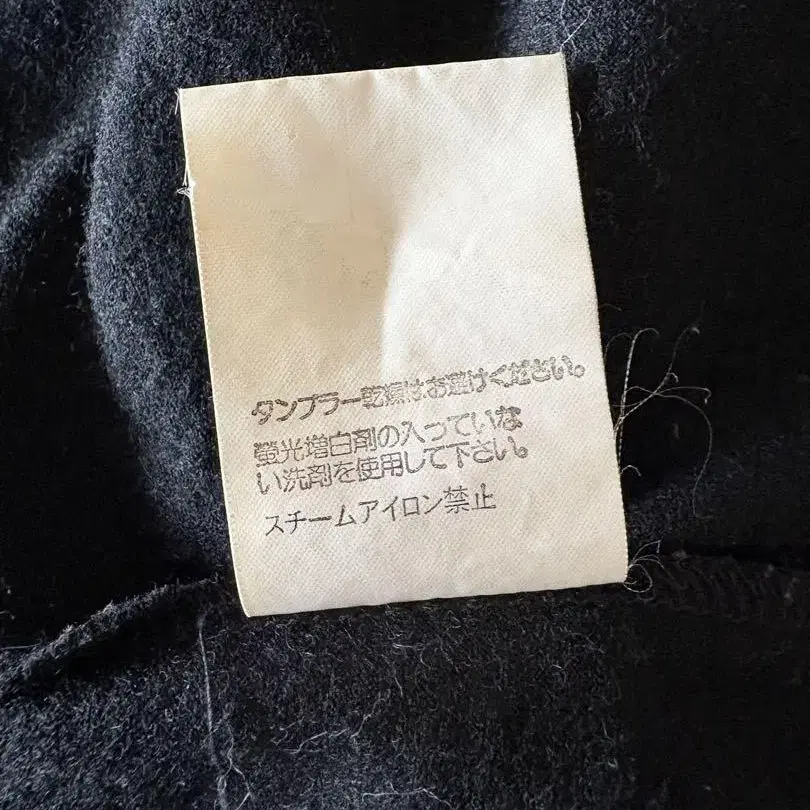 タンブラー乾燥はお避けください。
螢光増白剤の入っていな
い洗剤を使用して下さい。
スチームアイロン禁止